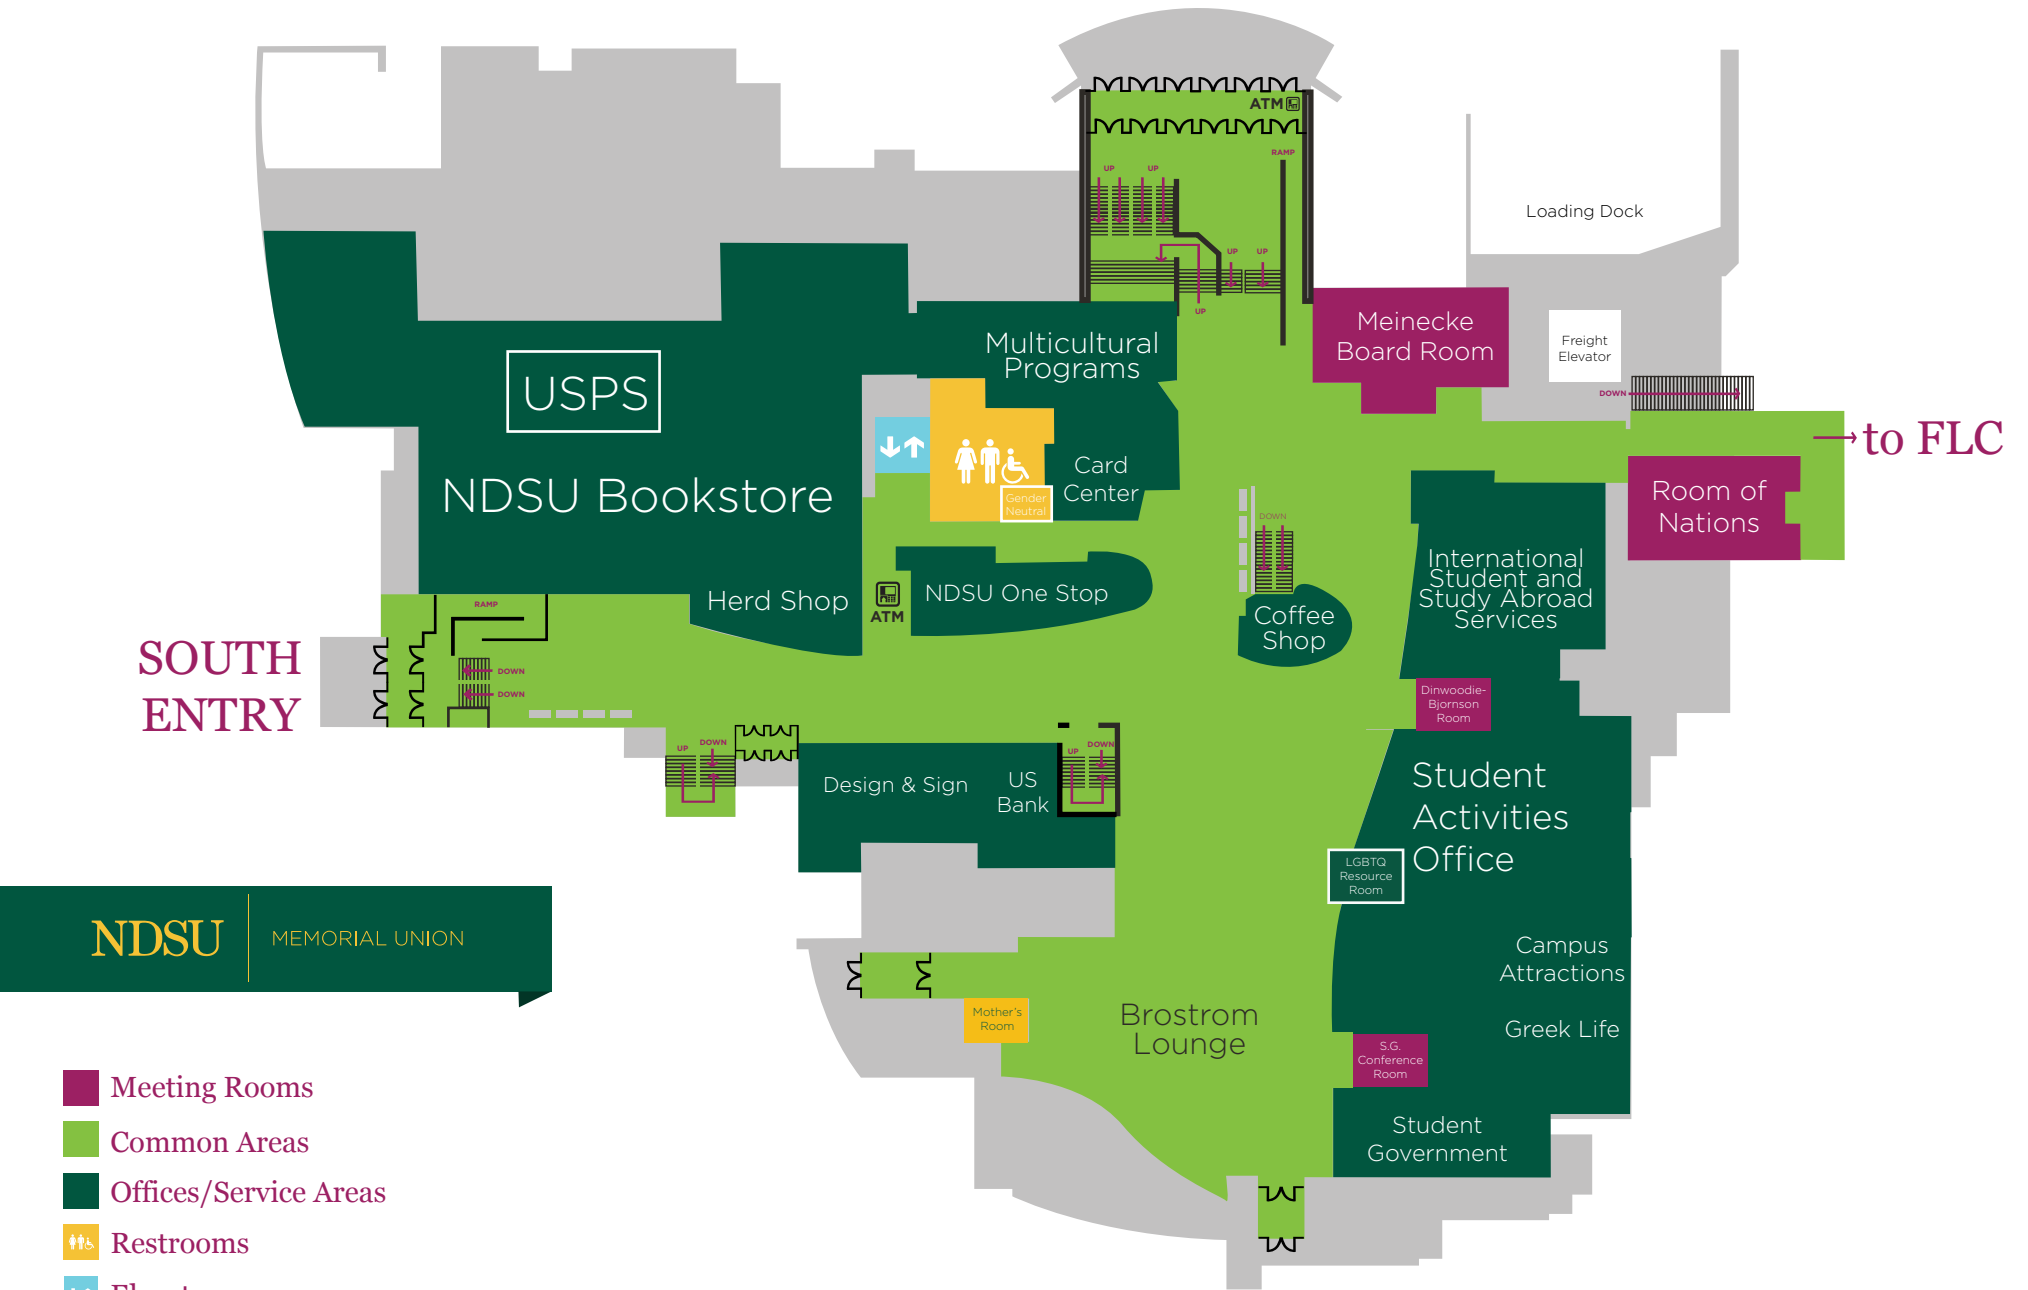 ATM
RAMP
UP
UP
Loading Dock
UP
UP
UP
Meinecke
Board Room
Freight
Elevator
DOWN
to FLC
Multicultural
Programs
USPS
NDSU Bookstore
Card
Center
Gender
Neutral
Room of
Nations
DOWN
International
Student and
Study Abroad
Services
NDSU One Stop
Herd Shop
ATM
Coffee
Shop
RAMP
SOUTH
ENTRY
DOWN
DOWN
Dinwoodie-
Bjornson
Room
UP
DOWN
UP
DOWN
Design & Sign
US
Bank
Student
Activities
Office
LGBTQ
Resource
Room
NDSU
MEMORIAL UNION
Campus
Attractions
Greek Life
Mother's
Room
Brostrom
Lounge
S.G.
Conference
Room
Student
Government
Meeting Rooms
Common Areas
Offices/Service Areas
Restrooms